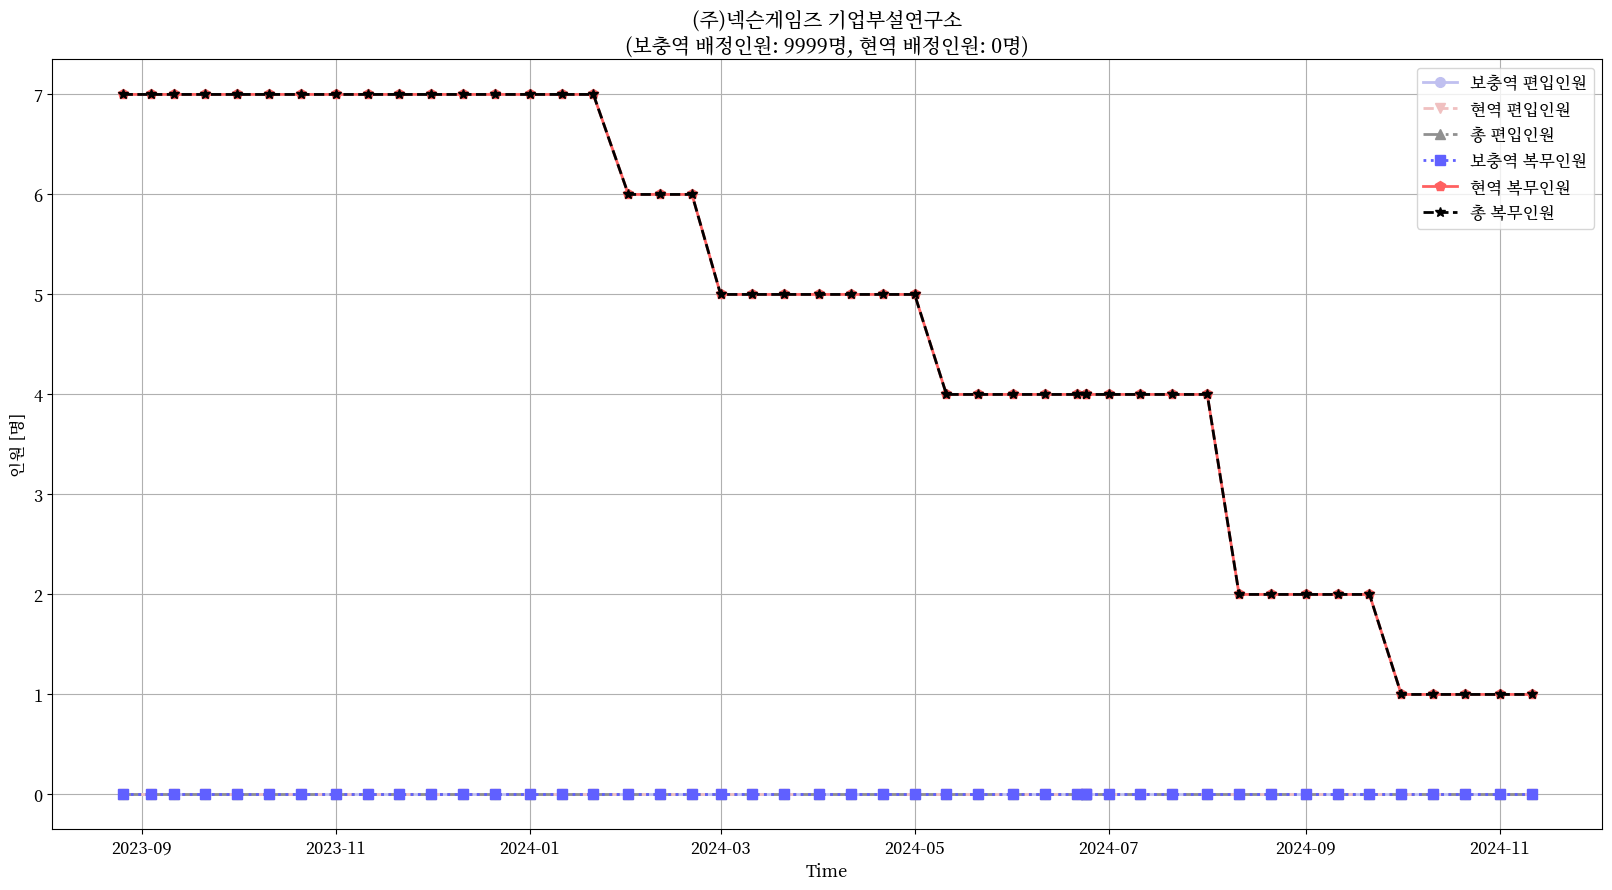 (주)넥슨게임즈 기업부설연구소
(보충역 배정인원: 9999명, 현역 배정인원: 0명)
보충역 편입인원
현역 편입인원
총 편입인원
보충역 복무인원
현역 복무인원
총 복무인원
인원 [명]
7
6
5
4
3
2
1
0
2023-09 2023-11 2024-01 2024-03 2024-05 2024-07 2024-09 2024-11
Time